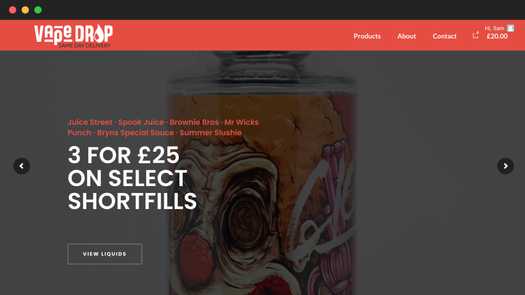 VAPE DROP
SAME DAY DELIVERY
Products
About
Contact
Hi, Sam
£20.00
Juice Street · Spook Juice · Brownie Bros · Mr Wicks
Punch · Bryns Special Sauce · Summer Slushie
3 FOR £25
ON SELECT
SHORTFILLS
VIEW LIQUIDS